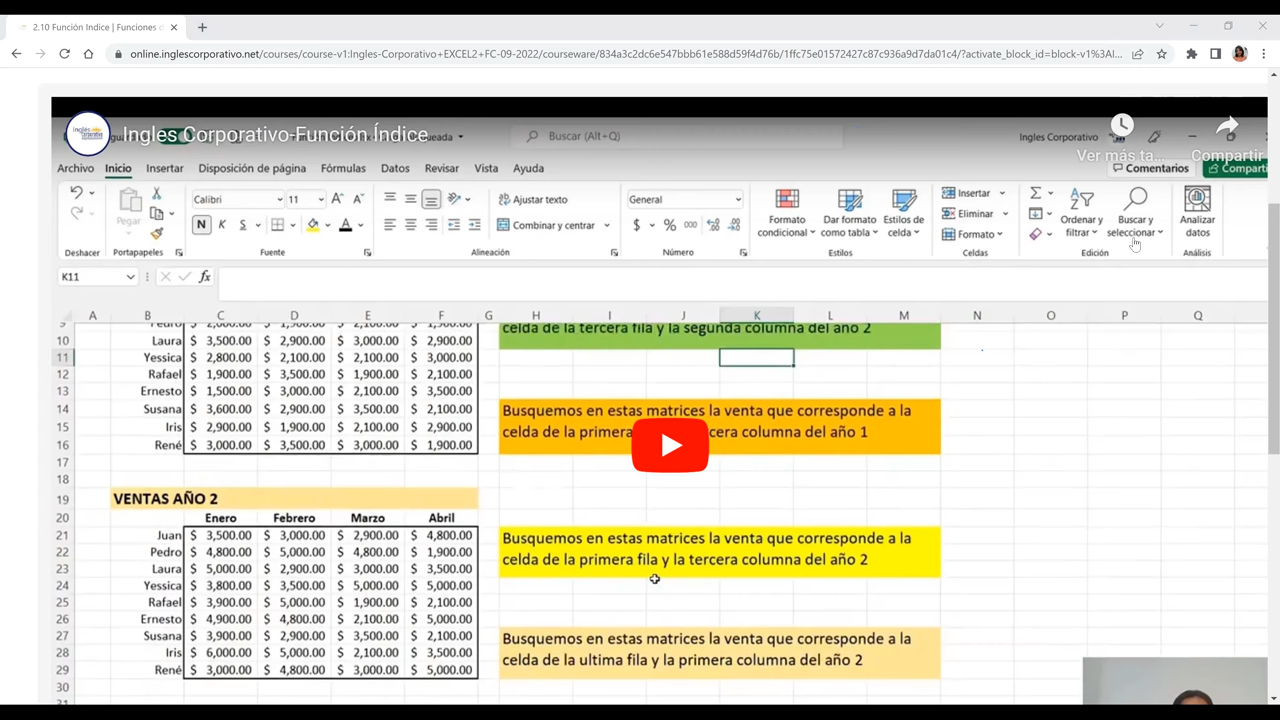 2.10 Función Indice | Funciones d
online.inglescorporativo.net/courses/course-v1:Ingles-Corporativo+EXCEL2+FC-09-2022/courseware/834a3c2dc6e547bbb61e588d59f4d76b/1ffc75e01572427c87c936a9d7da01c4/?activate_block_id=block-v1%3Al...
Ingles Corporativo-Función Índice
Buscar (Alt+Q)
Ingles Corporativo
Ver más ta...
Compartir
Archivo Inicio Insertar Disposición de página Fórmulas Datos Revisar Vista Ayuda
Comentarios
Comparti
Pegar
Calibri 11
N K S
Ajustar texto
Combinar y centrar
General
$ % 000
Formato condicional
Dar formato como tabla
Estilos de celda
Insertar
Eliminar
Formato
Ordenar y filtrar
Buscar y seleccionar
Analizar datos
Deshacer Portapapeles Fuente Alineación Número Estilos Celdas Edición Análisis
K11 fx
A B C D E F G H I J K L M N O P Q
9 Pedro $ 2,000.00 $ 1,900.00 $ 2,100.00 $ 1,900.00
celda de la tercera fila y la segunda columna del año 2
10 Laura $ 3,500.00 $ 2,900.00 $ 3,000.00 $ 2,900.00
11 Yessica $ 2,800.00 $ 2,100.00 $ 2,100.00 $ 3,000.00
12 Rafael $ 1,900.00 $ 3,500.00 $ 1,900.00 $ 2,100.00
13 Ernesto $ 1,500.00 $ 3,000.00 $ 2,100.00 $ 3,500.00
14 Susana $ 3,600.00 $ 2,900.00 $ 3,500.00 $ 2,100.00
15 Iris $ 2,900.00 $ 1,900.00 $ 2,100.00 $ 2,900.00
16 René $ 3,000.00 $ 3,500.00 $ 3,000.00 $ 1,900.00
Busquemos en estas matrices la venta que corresponde a la
celda de la primera cera columna del año 1
17
18
19 VENTAS AÑO 2
20 Enero Febrero Marzo Abril
21 Juan $ 3,500.00 $ 3,000.00 $ 2,900.00 $ 4,800.00
22 Pedro $ 4,800.00 $ 5,000.00 $ 4,800.00 $ 1,900.00
23 Laura $ 5,000.00 $ 2,900.00 $ 3,000.00 $ 3,500.00
24 Yessica $ 3,800.00 $ 3,500.00 $ 5,000.00 $ 5,000.00
25 Rafael $ 3,900.00 $ 5,000.00 $ 1,900.00 $ 2,100.00
26 Ernesto $ 4,900.00 $ 4,800.00 $ 2,100.00 $ 5,000.00
27 Susana $ 3,900.00 $ 2,900.00 $ 3,500.00 $ 2,100.00
28 Iris $ 6,000.00 $ 5,000.00 $ 2,100.00 $ 3,500.00
29 René $ 3,000.00 $ 4,800.00 $ 3,000.00 $ 5,000.00
30
Busquemos en estas matrices la venta que corresponde a la
celda de la primera fila y la tercera columna del año 2
Busquemos en estas matrices la venta que corresponde a la
celda de la ultima fila y la primera columna del año 2